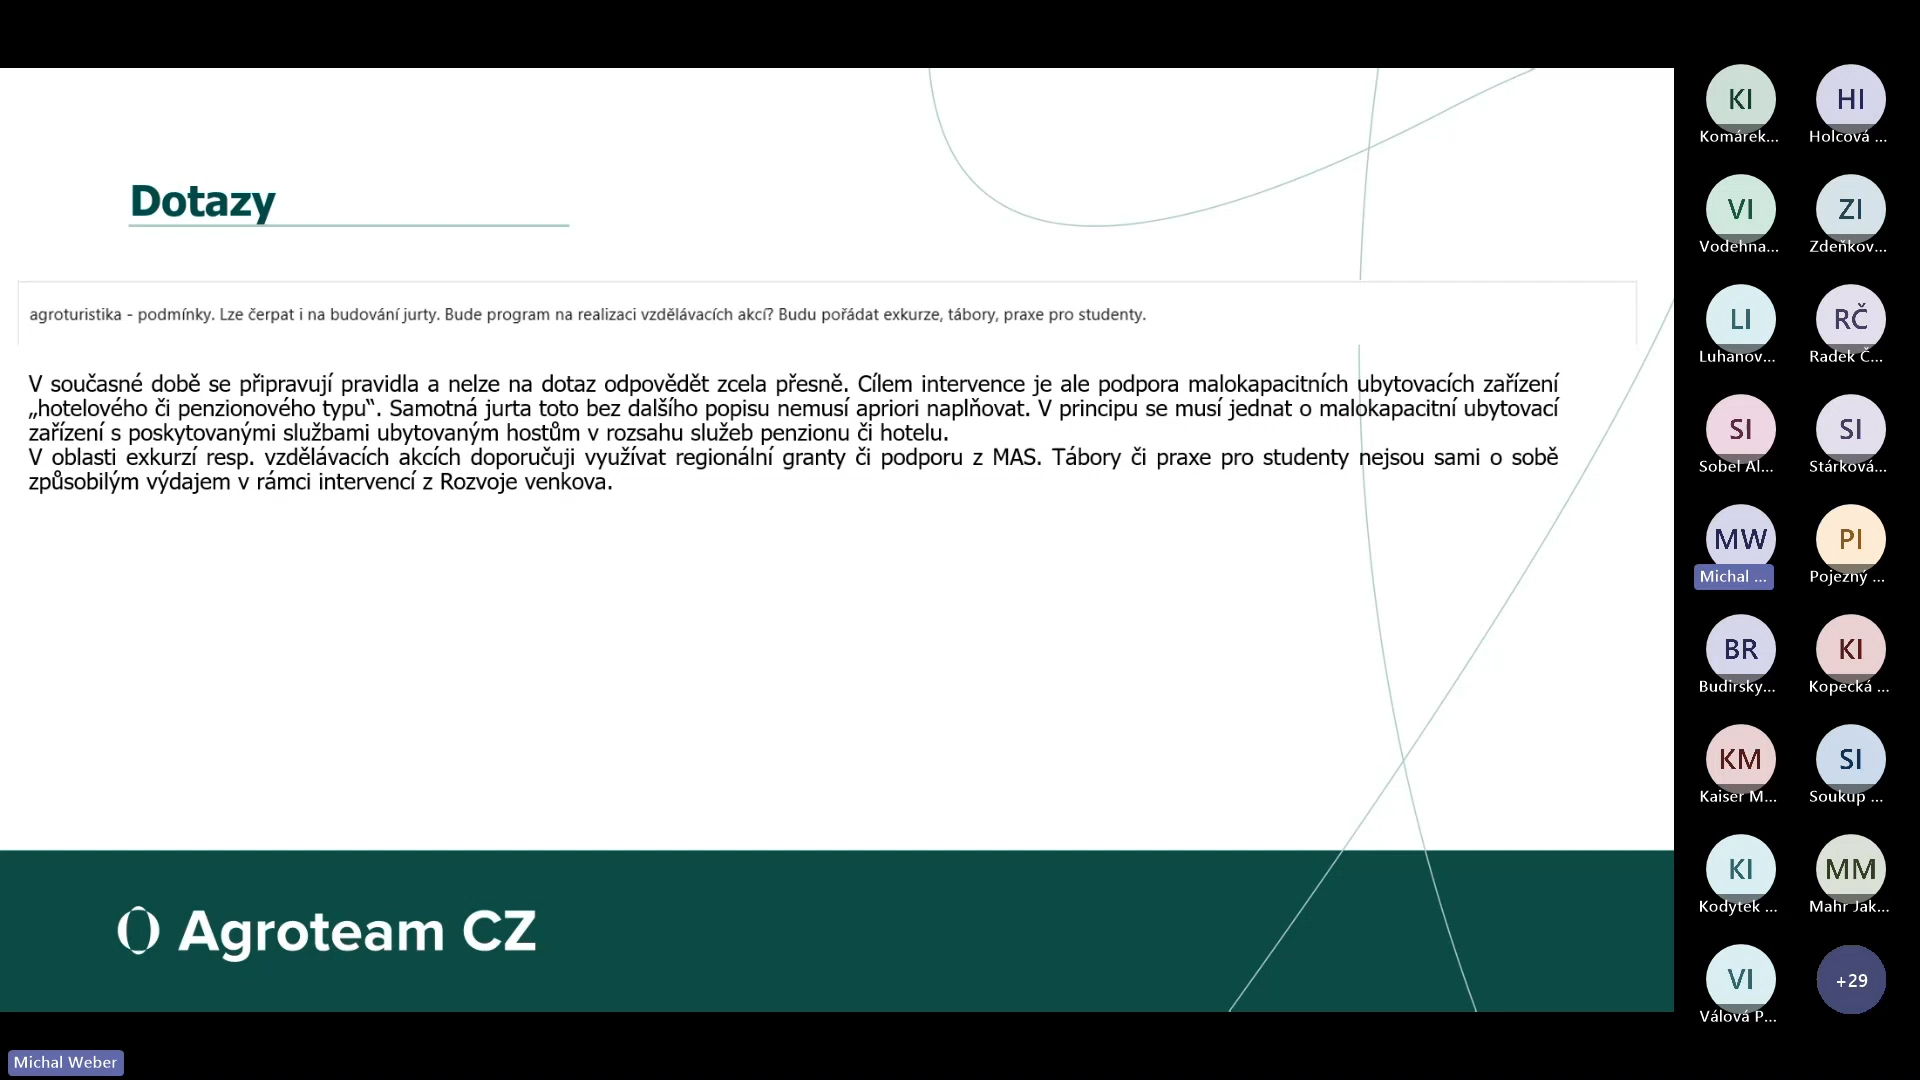 Dotazy
agroturistika - podmínky. Lze čerpat i na budování jurty. Bude program na realizaci vzdělávacích akcí? Budu pořádat exkurze, tábory, praxe pro studenty.
V současné době se připravují pravidla a nelze na dotaz odpovědět zcela přesně. Cílem intervence je ale podpora malokapacitních ubytovacích zařízení
„hotelového či penzionového typu“. Samotná jurta toto bez dalšího popisu nemusí apriori naplňovat. V principu se musí jednat o malokapacitní ubytovací
zařízení s poskytovanými službami ubytovaným hostům v rozsahu služeb penzionu či hotelu.
V oblasti exkurzí resp. vzdělávacích akcích doporučuji využívat regionální granty či podporu z MAS. Tábory či praxe pro studenty nejsou sami o sobě
způsobilým výdajem v rámci intervencí z Rozvoje venkova.
Agroteam CZ
KI HI
Komárek... Holcová ...
VI ZI
Vodehna... Zdeňkov...
LI RČ
Luhanov... Radek Č...
SI SI
Sobel Al... Stárková...
MW PI
Michal ... Pojezný ...
BR KI
Budirsky... Kopecká ...
KM SI
Kaiser M... Soukup ...
KI MM
Kodytek ... Mahr Jak...
VI +29
Válová P...
Michal Weber